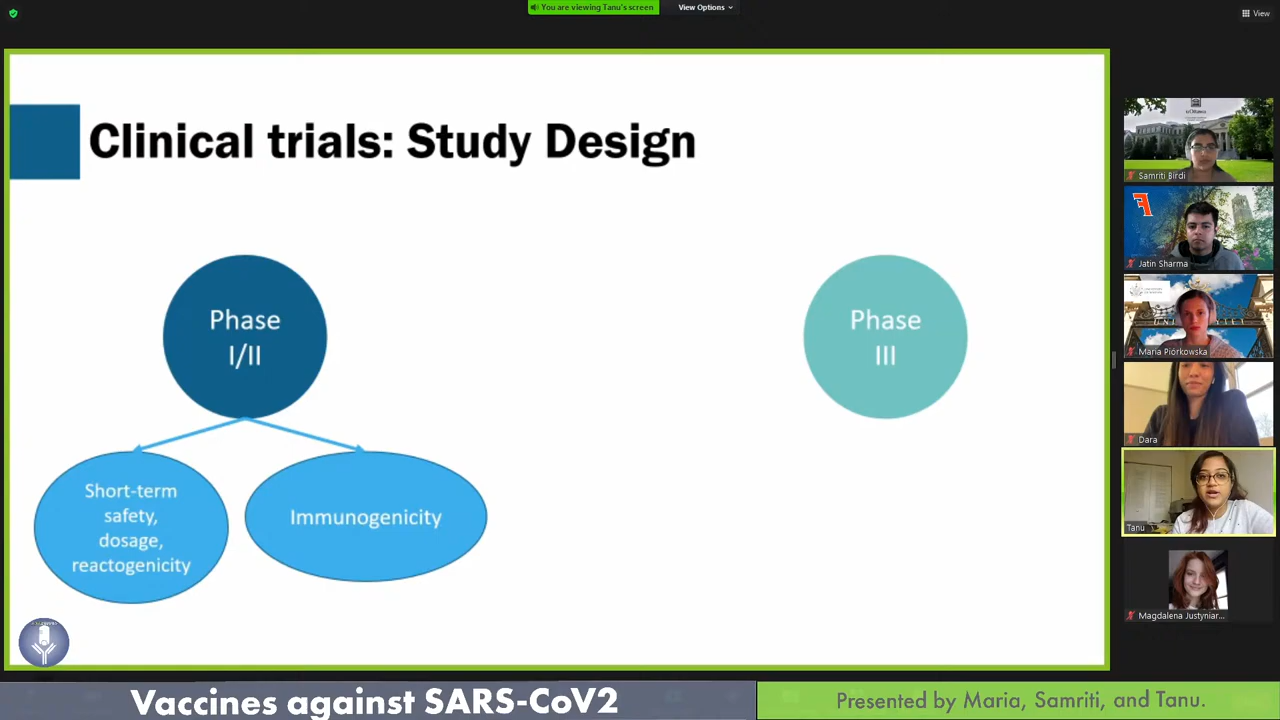 You are viewing Tanu's screen
View Options
View
Clinical trials: Study Design
Phase
I/II
Phase
III
Short-term
safety,
dosage,
reactogenicity
Immunogenicity
uOttawa
Samriti Birdi
Jatin Sharma
Maria Piórkowska
Dara
Tanu
Magdalena Justyniar...
Vaccines against SARS-CoV2
Presented by Maria, Samriti, and Tanu.